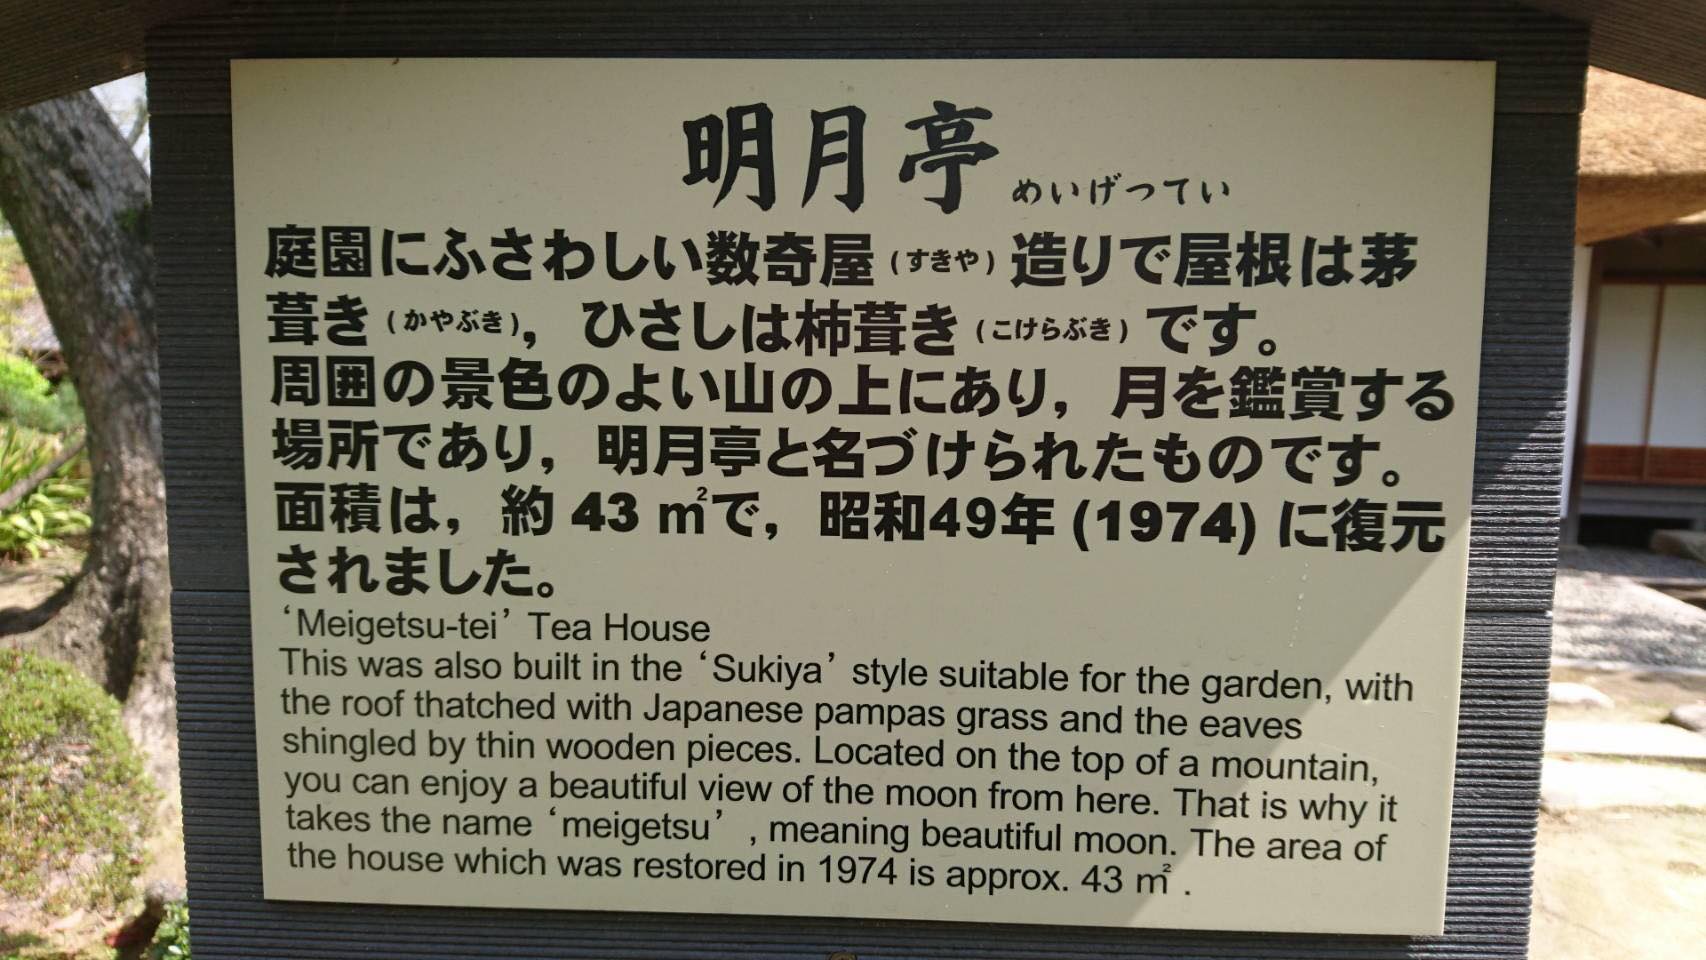 明月亭 めいげつてい
庭園にふさわしい数奇屋(すきや)造りで屋根は茅
葺き(かやぶき),ひさしは柿葺き(こけらぶき)です。
周囲の景色のよい山の上にあり,月を鑑賞する
場所であり,明月亭と名づけられたものです。
面積は,約43㎡で,昭和49年(1974)に復元
されました。
‘Meigetsu-tei’ Tea House
This was also built in the ‘Sukiya’ style suitable for the garden, with
the roof thatched with Japanese pampas grass and the eaves
shingled by thin wooden pieces. Located on the top of a mountain,
you can enjoy a beautiful view of the moon from here. That is why it
takes the name ‘meigetsu’ , meaning beautiful moon. The area of
the house which was restored in 1974 is approx. 43 ㎡ .